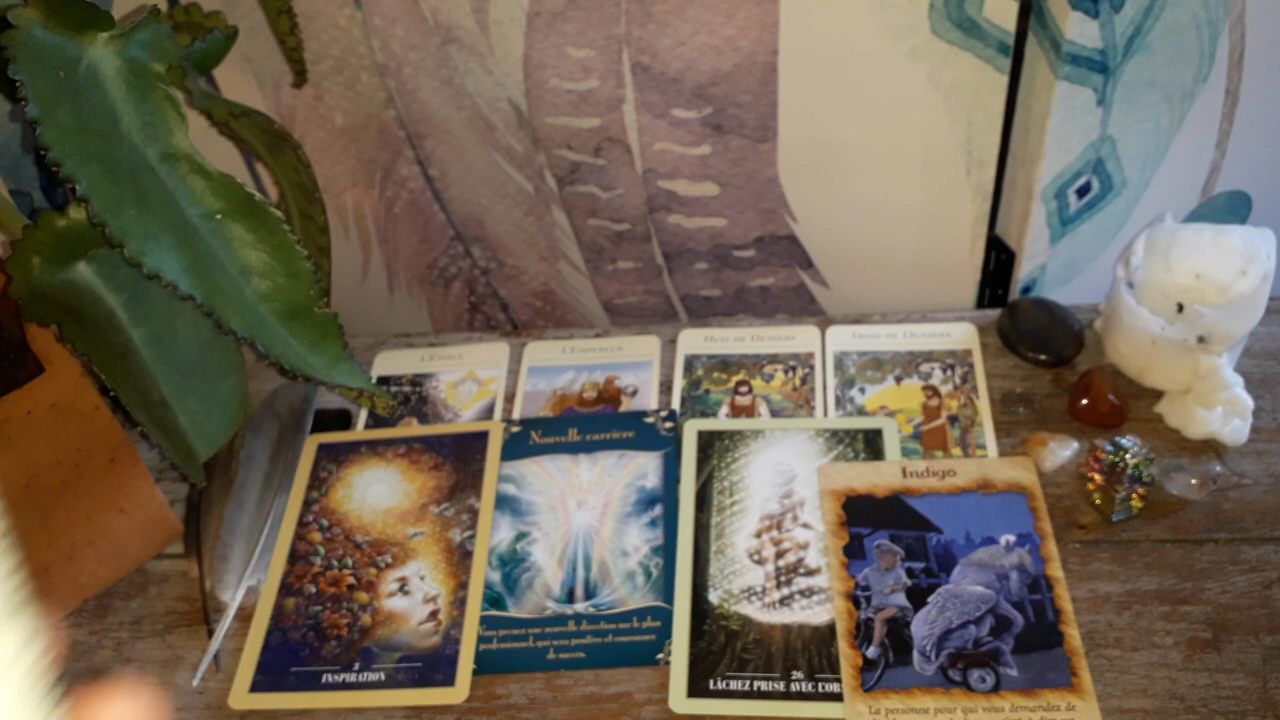 L'ÉTOILE
L'EMPEREUR
HUIT DE DENIERS
TROIS DE DENIERS
Nouvelle carrière
Vous prenez une nouvelle direction sur le plan
professionnel, qui sera positive et couronnée
de succès.
3
INSPIRATION
26
LÂCHEZ PRISE AVEC
Indigo
La personne pour qui vous demandez de